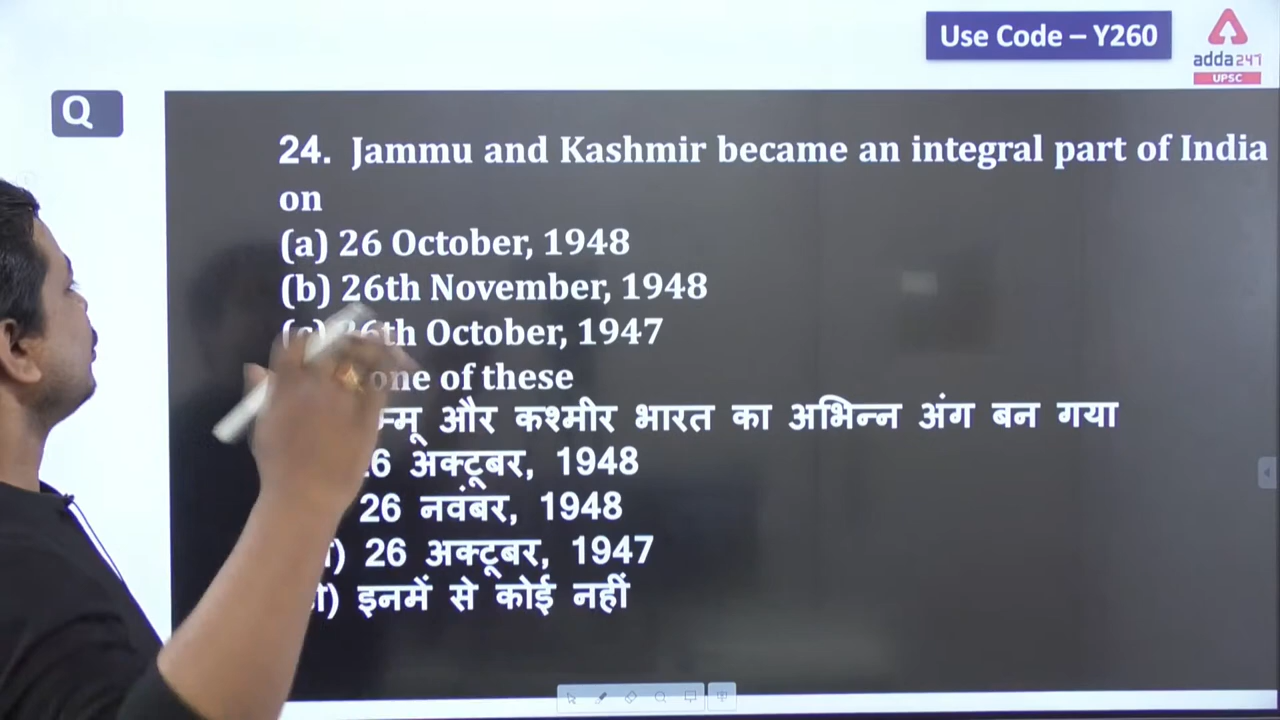 Use Code – Y260
adda247
UPSC
Q
24. Jammu and Kashmir became an integral part of India
on
(a) 26 October, 1948
(b) 26th November, 1948
26th October, 1947
one of these
और कश्मीर भारत का अभिन्न अंग बन गया
अक्टूबर, 1948
26 नवंबर, 1948
26 अक्टूबर, 1947
इनमें से कोई नहीं